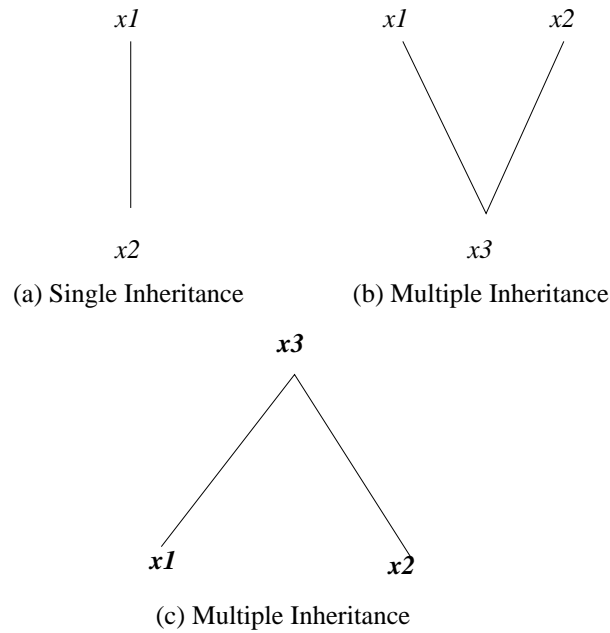 x1
x1 x2
x2
x3
(a) Single Inheritance
(b) Multiple Inheritance
x3
x1
x2
(c) Multiple Inheritance